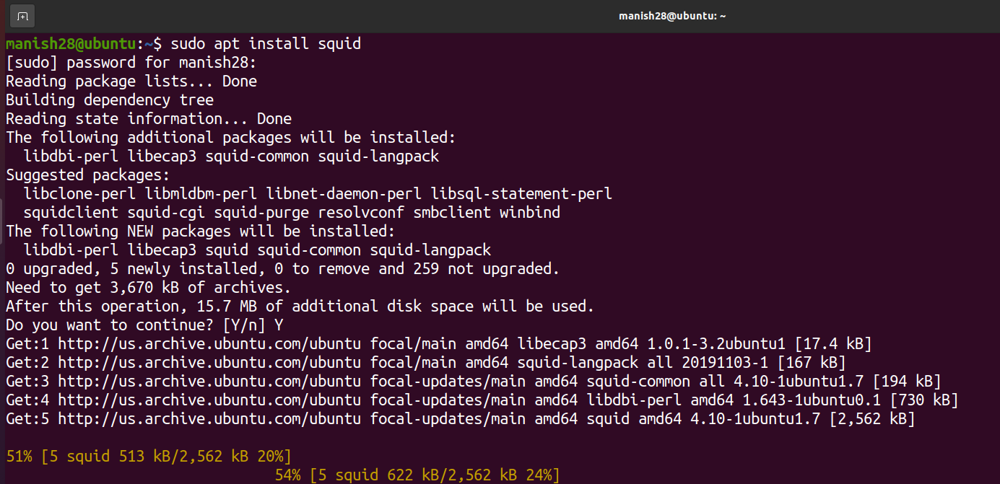 manish28@ubuntu: ~
manish28@ubuntu:~$ sudo apt install squid
[sudo] password for manish28:
Reading package lists... Done
Building dependency tree
Reading state information... Done
The following additional packages will be installed:
  libdbi-perl libecap3 squid-common squid-langpack
Suggested packages:
  libclone-perl libmldbm-perl libnet-daemon-perl libsql-statement-perl
  squidclient squid-cgi squid-purge resolvconf smbclient winbind
The following NEW packages will be installed:
  libdbi-perl libecap3 squid squid-common squid-langpack
0 upgraded, 5 newly installed, 0 to remove and 259 not upgraded.
Need to get 3,670 kB of archives.
After this operation, 15.7 MB of additional disk space will be used.
Do you want to continue? [Y/n] Y
Get:1 http://us.archive.ubuntu.com/ubuntu focal/main amd64 libecap3 amd64 1.0.1-3.2ubuntu1 [17.4 kB]
Get:2 http://us.archive.ubuntu.com/ubuntu focal/main amd64 squid-langpack all 20191103-1 [167 kB]
Get:3 http://us.archive.ubuntu.com/ubuntu focal-updates/main amd64 squid-common all 4.10-1ubuntu1.7 [194 kB]
Get:4 http://us.archive.ubuntu.com/ubuntu focal-updates/main amd64 libdbi-perl amd64 1.643-1ubuntu0.1 [730 kB]
Get:5 http://us.archive.ubuntu.com/ubuntu focal-updates/main amd64 squid amd64 4.10-1ubuntu1.7 [2,562 kB]
51% [5 squid 513 kB/2,562 kB 20%]
54% [5 squid 622 kB/2,562 kB 24%]